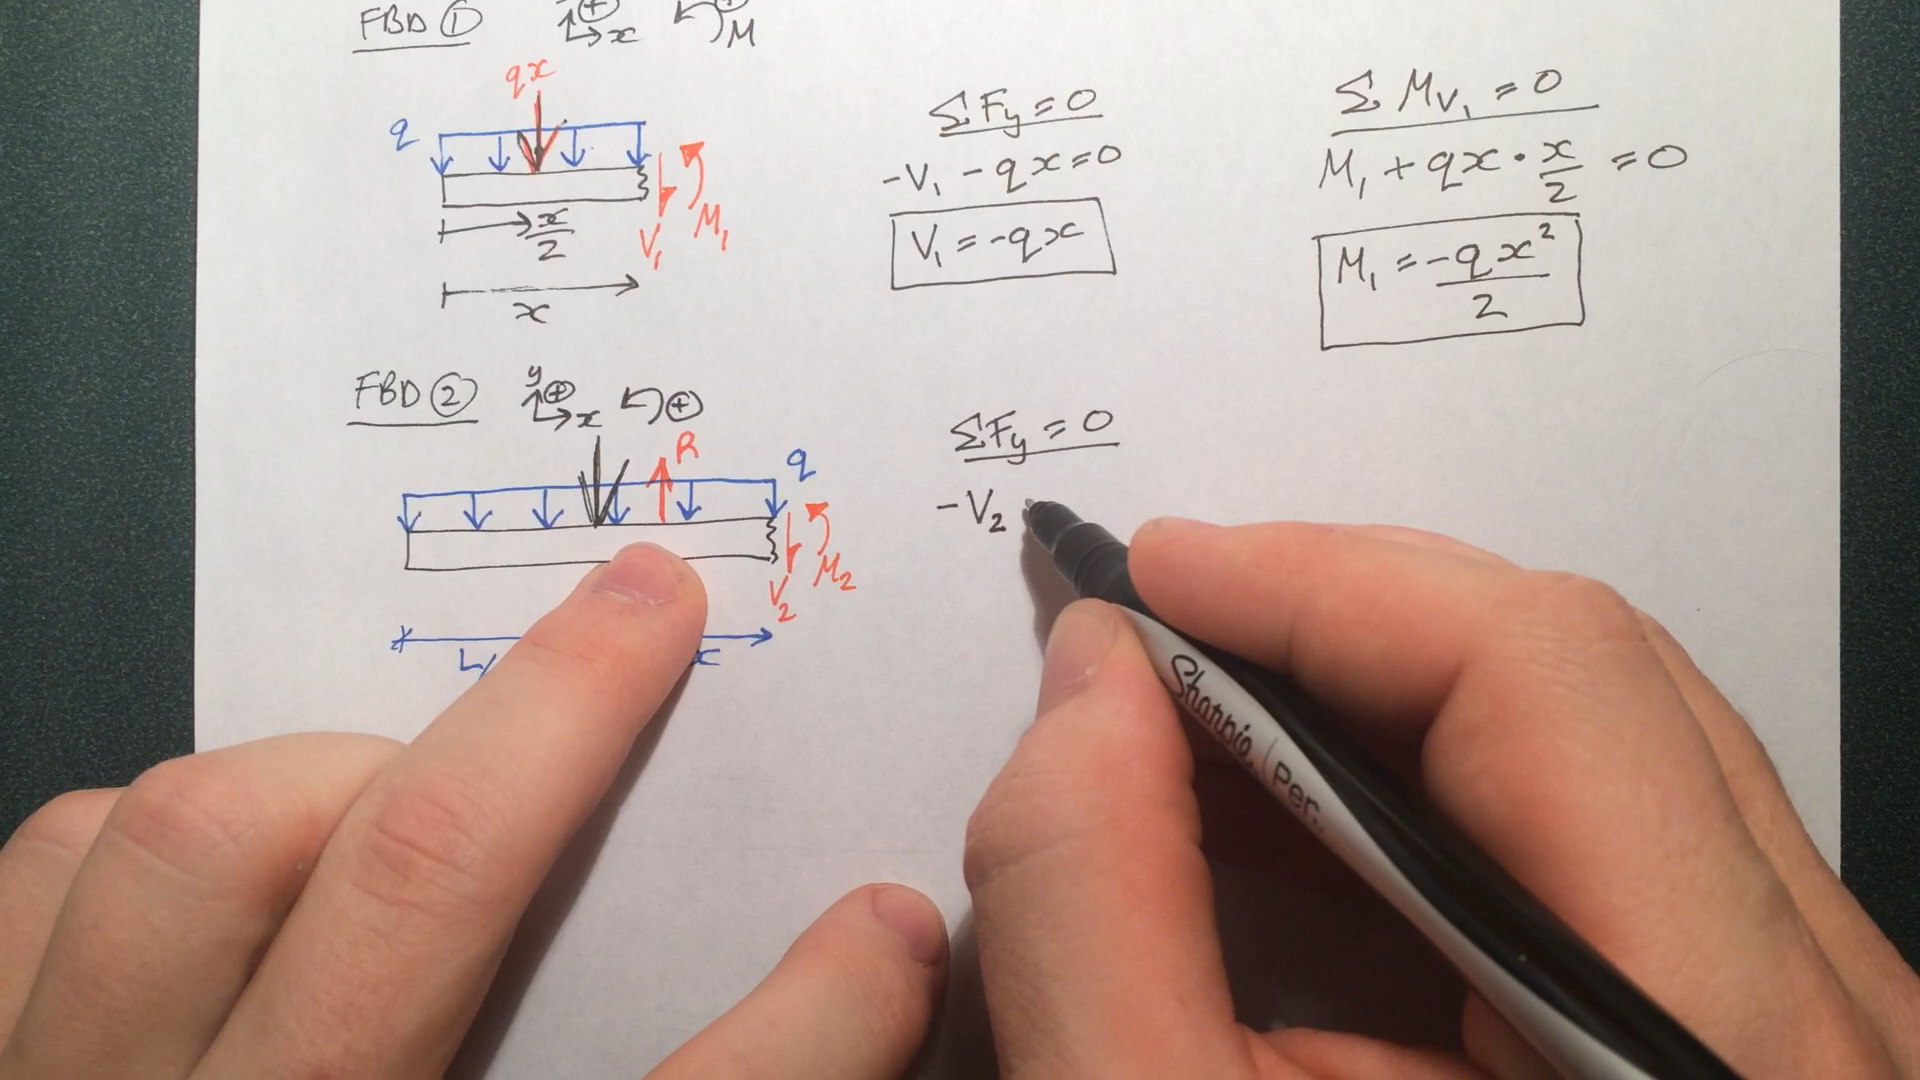 FBD ① + x + M
qx
q
V₁ M₁
x/2
x
ΣFy = 0
-V₁ - qx = 0
V₁ = -qx
ΣMV₁ = 0
M₁ + qx · x/2 = 0
M₁ = -qx²/2
FBD ② y + x +
R
q
V₂ M₂
L/ x
ΣFy = 0
-V₂
Sharpie Pen